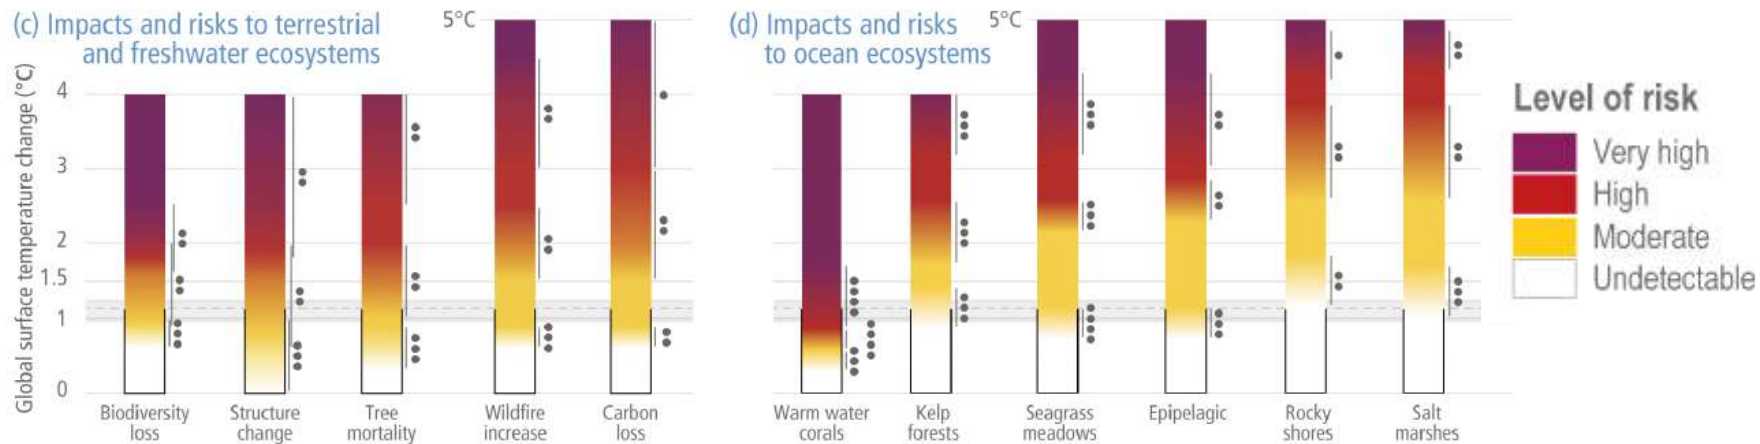 (c) Impacts and risks to terrestrial
and freshwater ecosystems
5°C
Global surface temperature change (°C)
4
3
2
1.5
1
0
Biodiversity
loss
Structure
change
Tree
mortality
Wildfire
increase
Carbon
loss
(d) Impacts and risks
to ocean ecosystems
5°C
Warm water
corals
Kelp
forests
Seagrass
meadows
Epipelagic
Rocky
shores
Salt
marshes
Level of risk
Very high
High
Moderate
Undetectable